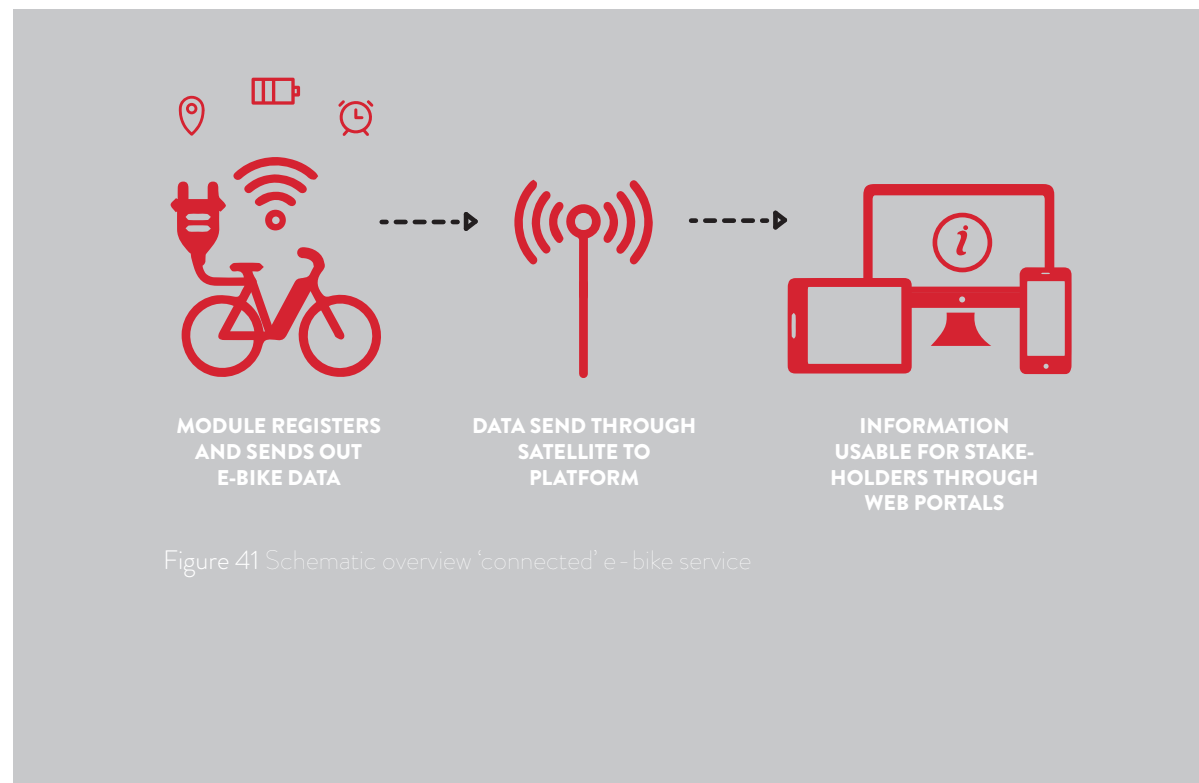 MODULE REGISTERS
AND SENDS OUT
E-BIKE DATA
DATA SEND THROUGH
SATELLITE TO
PLATFORM
INFORMATION
USABLE FOR STAKE-
HOLDERS THROUGH
WEB PORTALS
Figure 41 Schematic overview ‘connected’ e-bike service